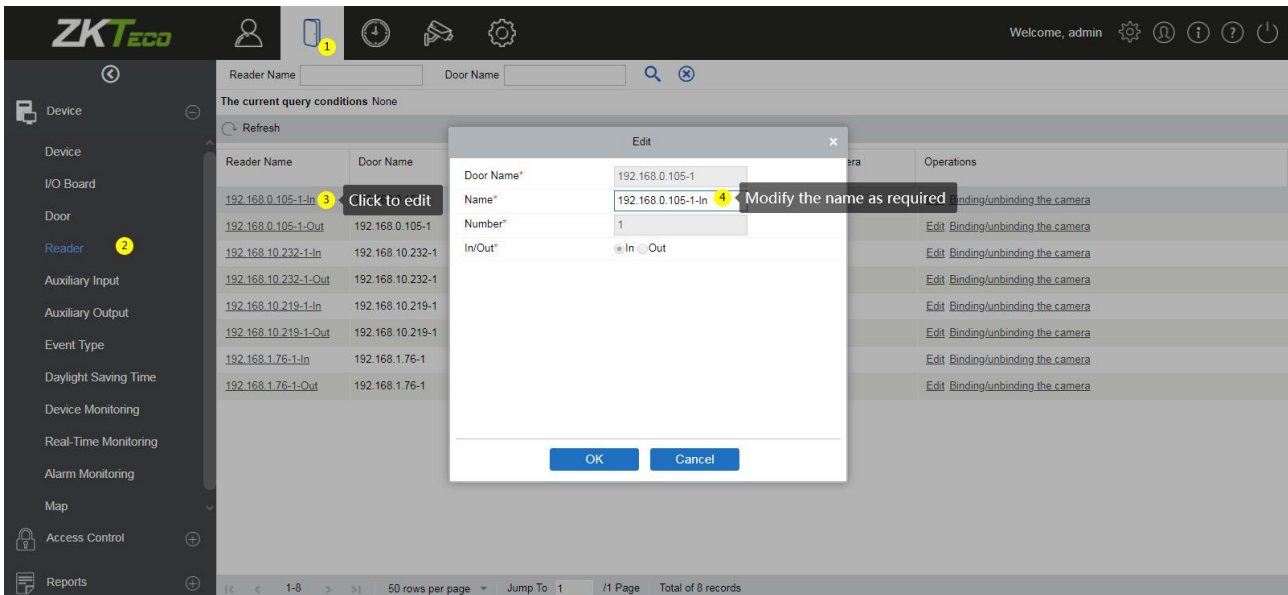 ZKTeco
1
Welcome, admin
Reader Name
Door Name
Device
The current query conditions None
Refresh
Edit
Device
Reader Name
Door Name
era
Operations
I/O Board
Door Name*
192.168.0.105-1
192.168.0.105-1-In
3
Click to edit
Name*
192.168.0.105-1-In
4
Modify the name as required
Binding/unbinding the camera
Door
192.168.0.105-1-Out
192.168.0.105-1
Number*
1
Edit Binding/unbinding the camera
Reader
2
192.168.10.232-1-In
192.168.10.232-1
In/Out*
In
Out
Edit Binding/unbinding the camera
Auxiliary Input
192.168.10.232-1-Out
192.168.10.232-1
Edit Binding/unbinding the camera
Auxiliary Output
192.168.10.219-1-In
192.168.10.219-1
Edit Binding/unbinding the camera
Event Type
192.168.10.219-1-Out
192.168.10.219-1
Edit Binding/unbinding the camera
192.168.1.76-1-In
192.168.1.76-1
Edit Binding/unbinding the camera
Daylight Saving Time
192.168.1.76-1-Out
192.168.1.76-1
Edit Binding/unbinding the camera
Device Monitoring
Real-Time Monitoring
OK
Cancel
Alarm Monitoring
Map
Access Control
Reports
1-8
50 rows per page
Jump To 1 /1 Page
Total of 8 records